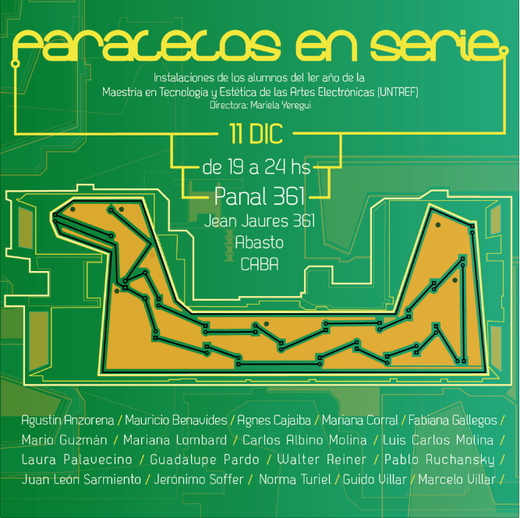 paracecos en serie
Instalaciones de los alumnos del 1er año de la
Maestría en Tecnología y Estética de las Artes Electrónicas (UNTREF)
Directora: Mariela Yeregui
11 DIC
de 19 a 24 hs
Panal 361
Jean Jaures 361
Abasto
CABA
Agustín Anzorena / Mauricio Benavides / Agnes Cajaiba / Mariana Corral / Fabiana Gallegos /
Mario Guzmán / Mariana Lombard / Carlos Albino Molina / Luis Carlos Molina /
Laura Palavecino / Guadalupe Pardo / Walter Reiner / Pablo Ruchansky /
Juan León Sarmiento / Jerónimo Soffer / Norma Turiel / Guido Villar / Marcelo Villar /